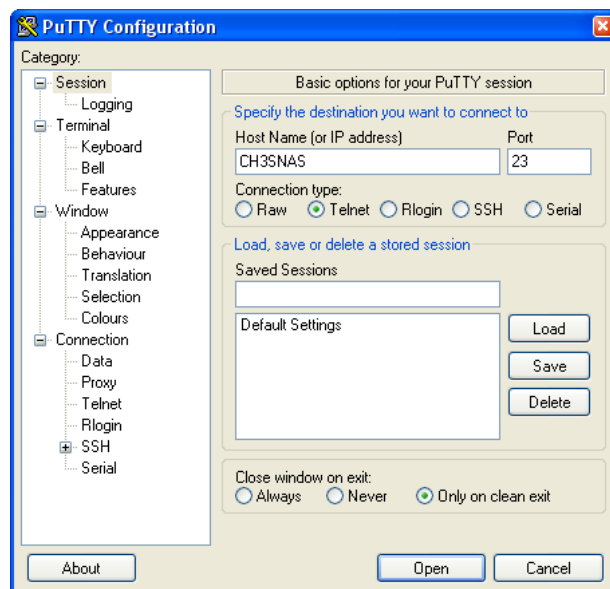 PuTTY Configuration
Category:
Session
Logging
Terminal
Keyboard
Bell
Features
Window
Appearance
Behaviour
Translation
Selection
Colours
Connection
Data
Proxy
Telnet
Rlogin
SSH
Serial
Basic options for your PuTTY session
Specify the destination you want to connect to
Host Name (or IP address) Port
CH3SNAS 23
Connection type:
Raw Telnet Rlogin SSH Serial
Load, save or delete a stored session
Saved Sessions
Default Settings
Load
Save
Delete
Close window on exit:
Always Never Only on clean exit
About Open Cancel